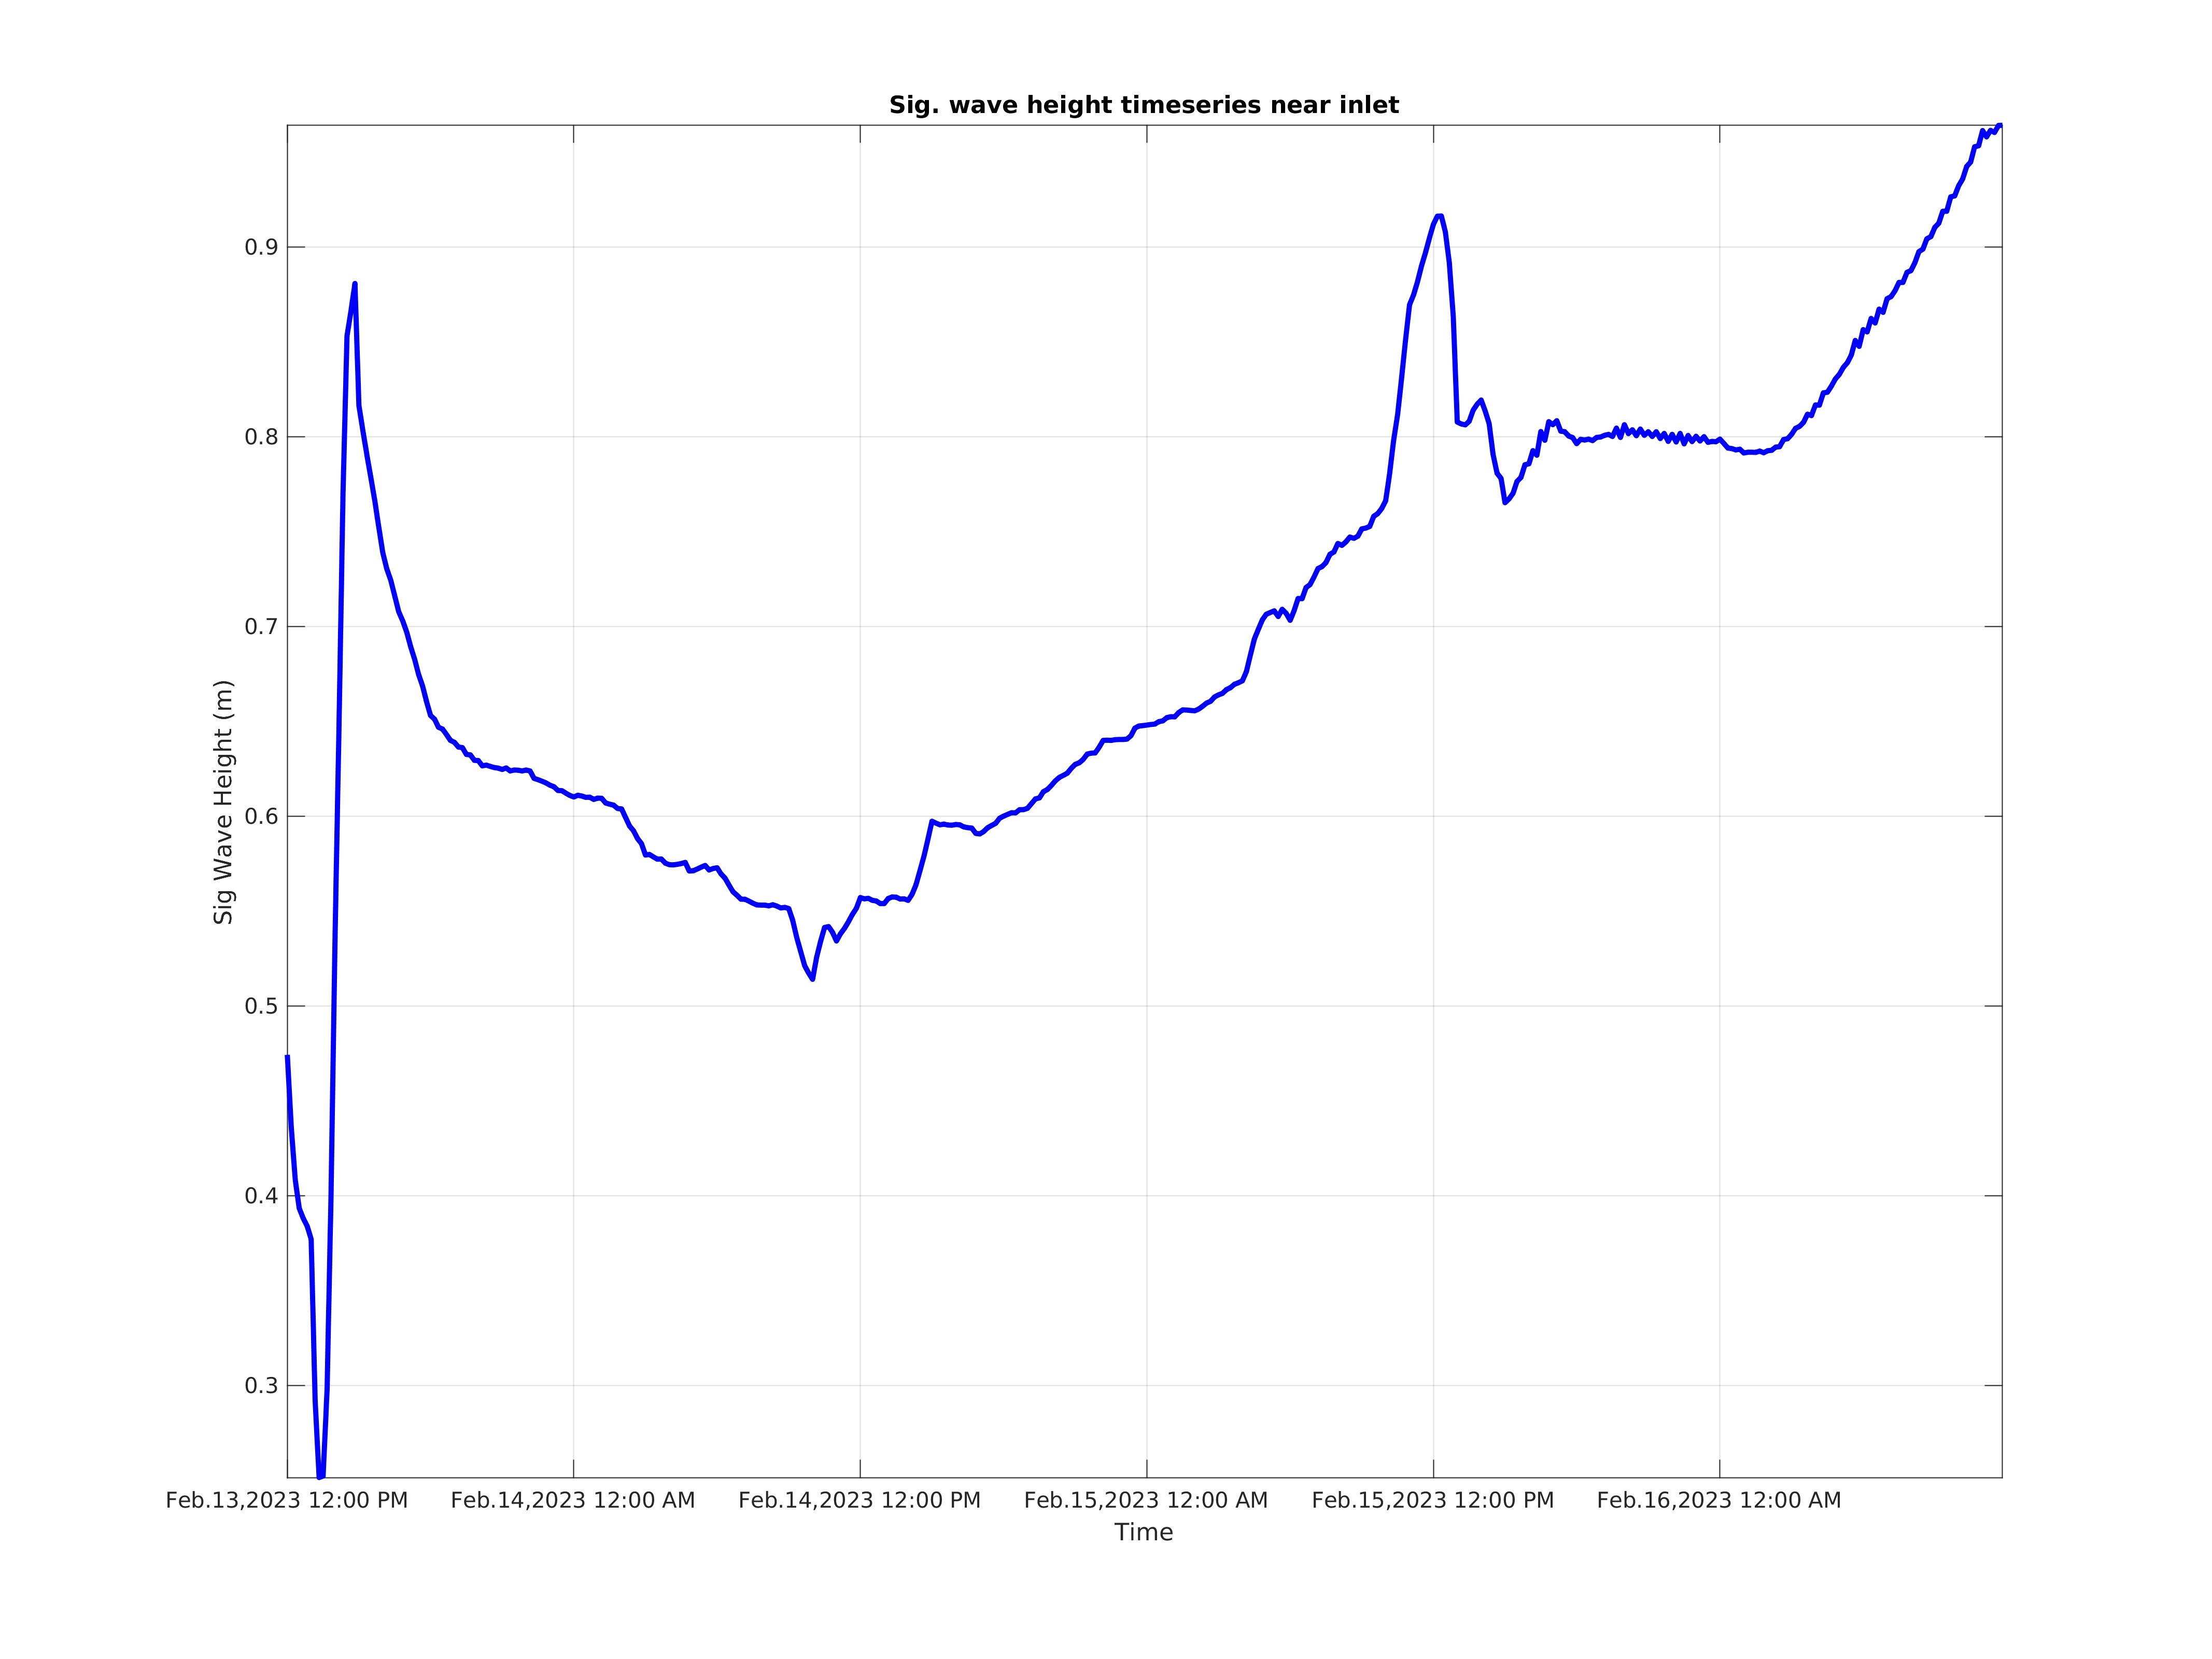 Sig. wave height timeseries near inlet
Sig Wave Height (m)
0.9
0.8
0.7
0.6
0.5
0.4
0.3
Feb.13,2023 12:00 PM
Feb.14,2023 12:00 AM
Feb.14,2023 12:00 PM
Feb.15,2023 12:00 AM
Feb.15,2023 12:00 PM
Feb.16,2023 12:00 AM
Time